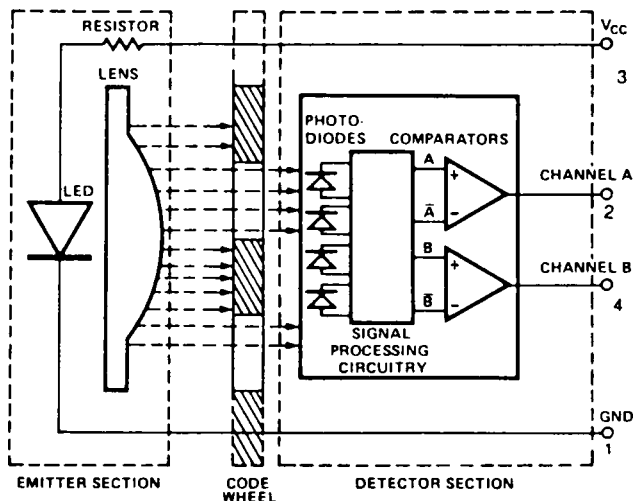 RESISTOR
VCC
3
LENS
PHOTO-
DIODES
COMPARATORS
LED
A
+
CHANNEL A
2
A̅
−
B
+
CHANNEL B
4
B̅
−
SIGNAL
PROCESSING
CIRCUITRY
GND
1
EMITTER SECTION
CODE
WHEEL
DETECTOR SECTION